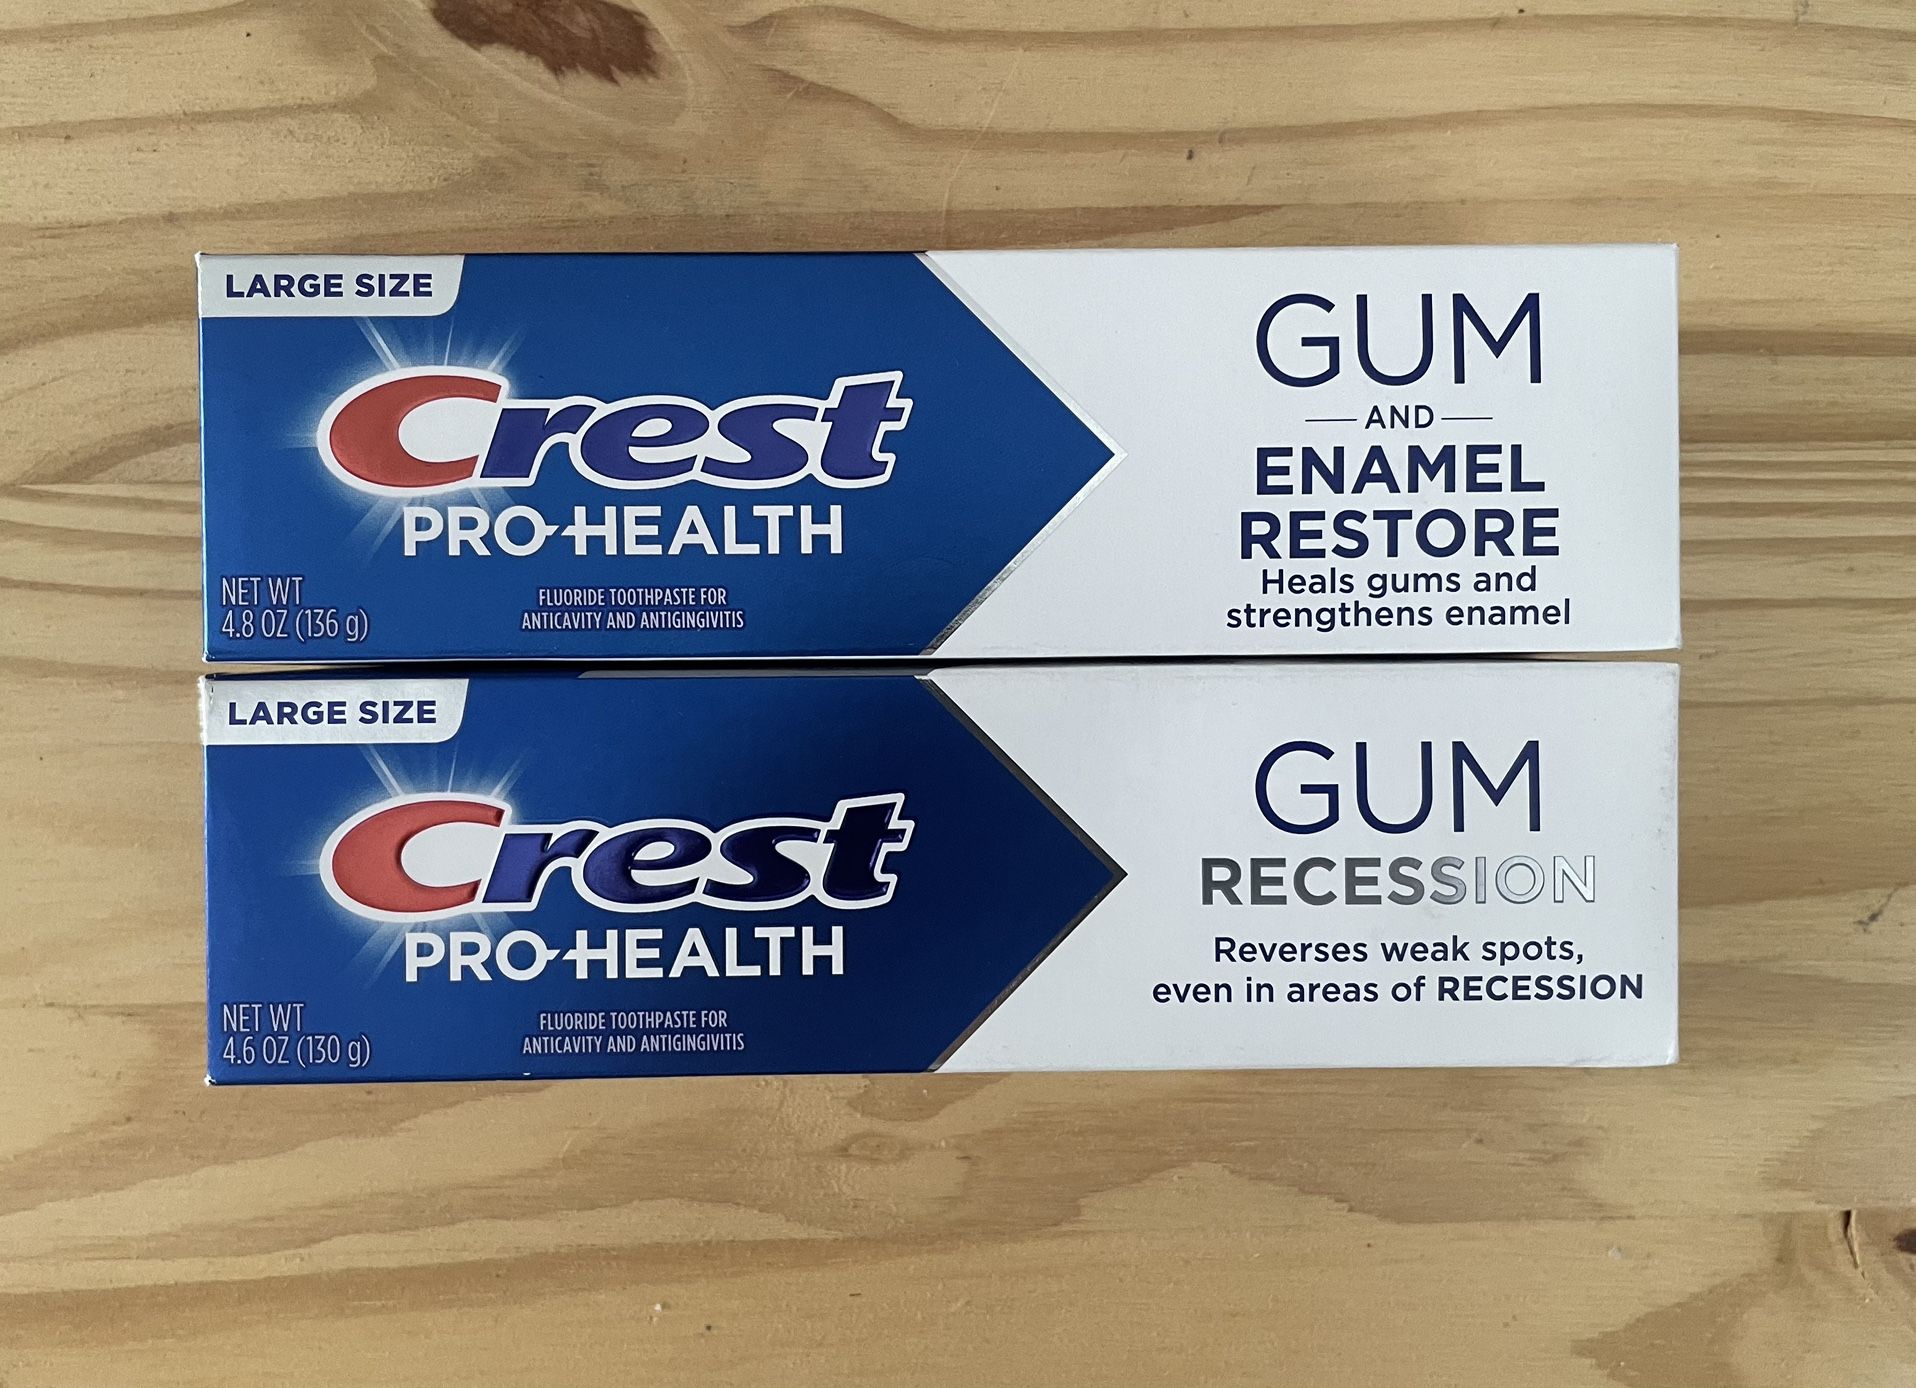 LARGE SIZE
Crest
PRO-HEALTH
NET WT
4.8 OZ (136 g)
FLUORIDE TOOTHPASTE FOR
ANTICAVITY AND ANTIGINGIVITIS
GUM
AND
ENAMEL
RESTORE
Heals gums and
strengthens enamel
LARGE SIZE
Crest
PRO-HEALTH
NET WT
4.6 OZ (130 g)
FLUORIDE TOOTHPASTE FOR
ANTICAVITY AND ANTIGINGIVITIS
GUM
RECESSION
Reverses weak spots,
even in areas of RECESSION